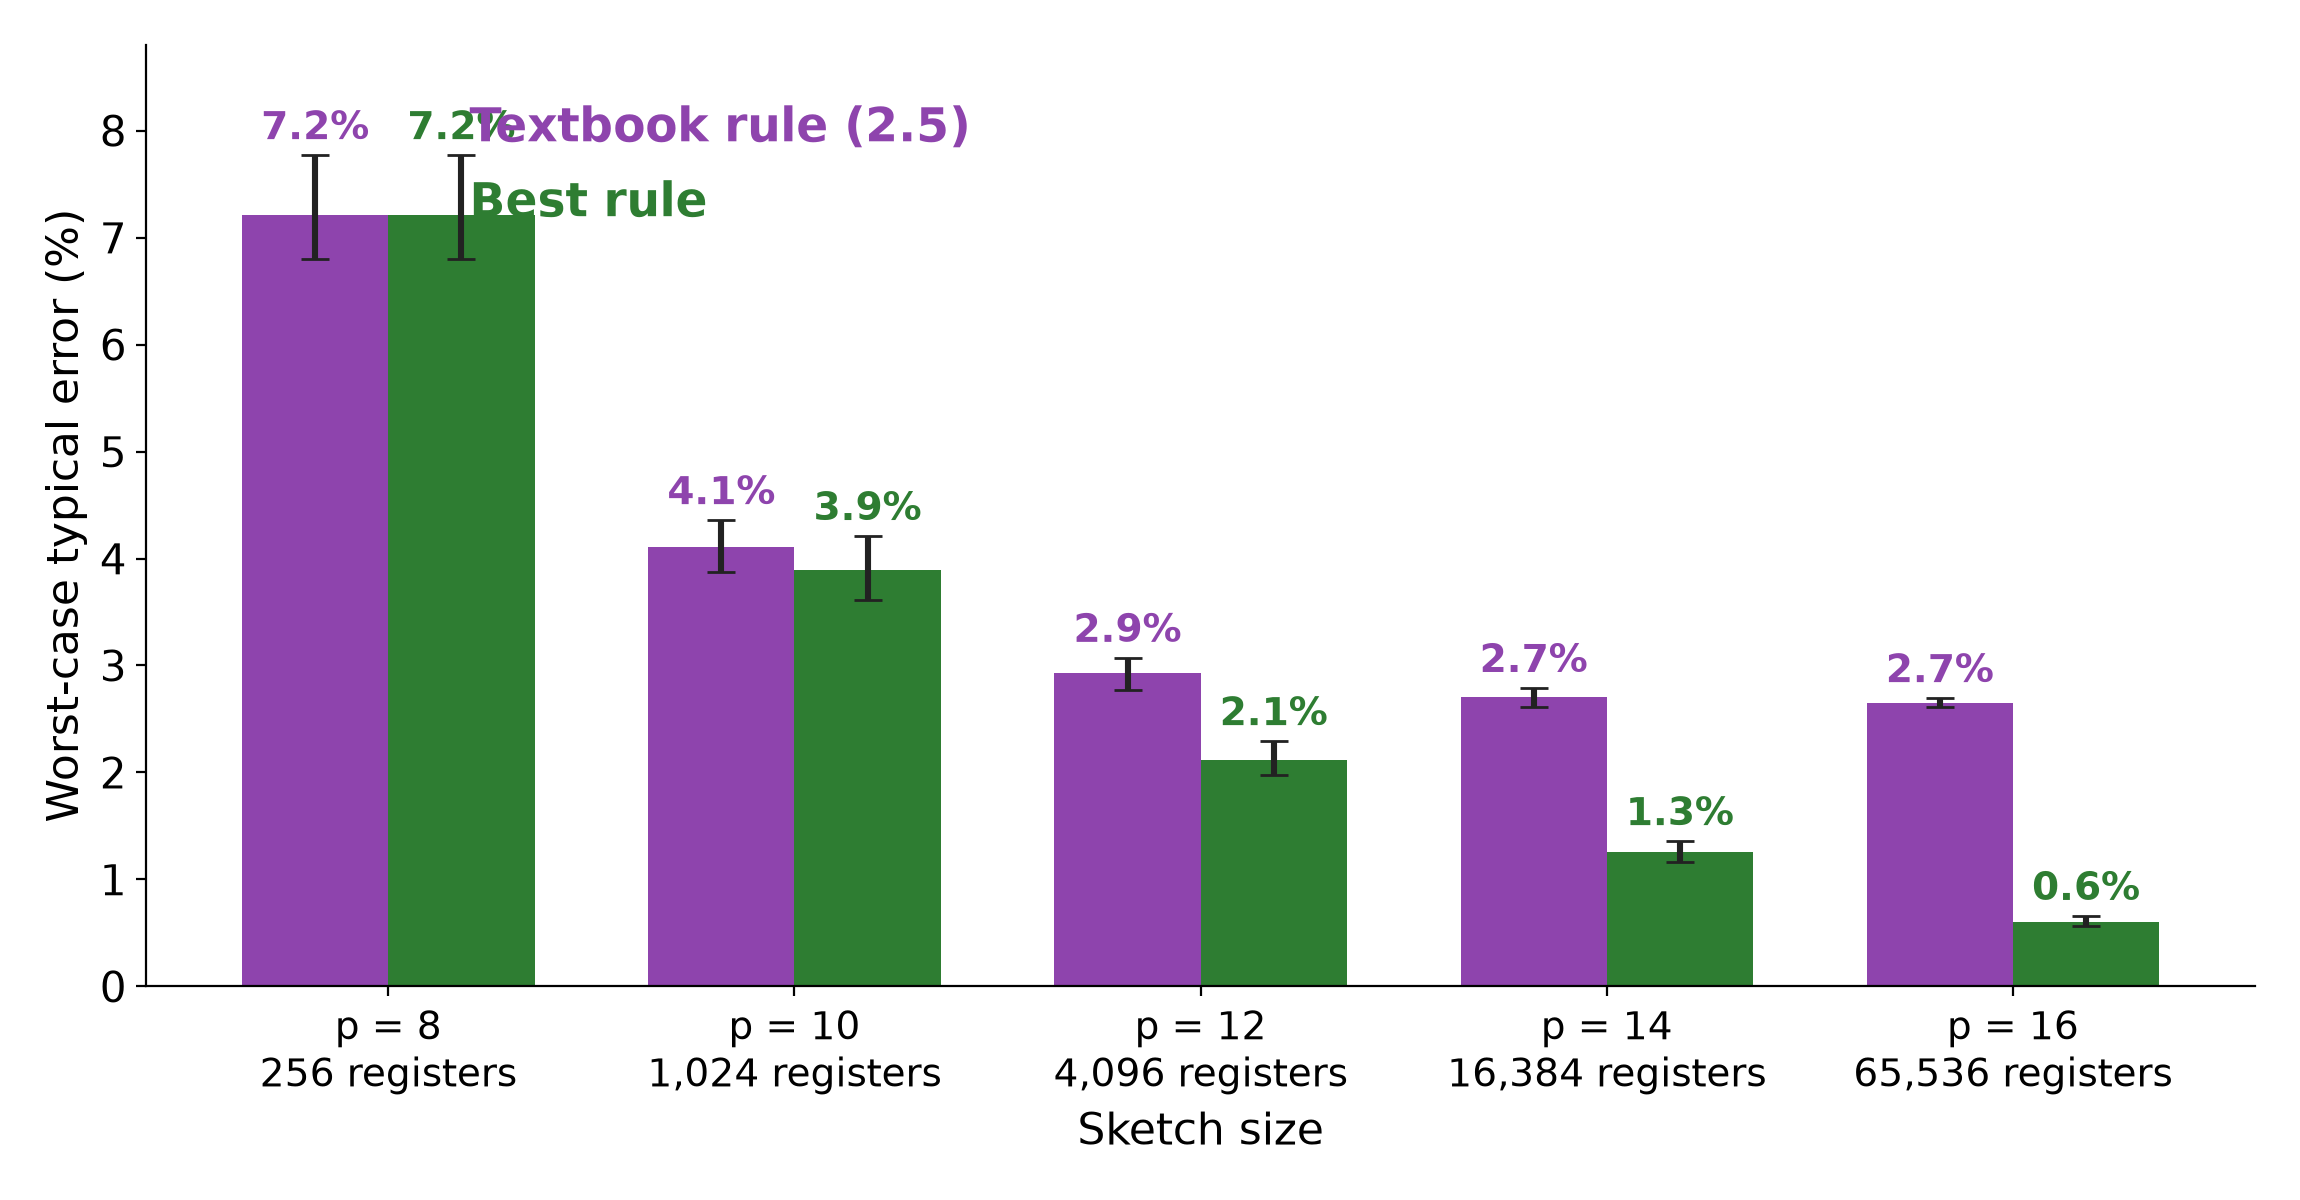 7.2% 7.2% Textbook rule (2.5)
Best rule
8
7
6
5
4
3
2
1
0
Worst-case typical error (%)
4.1% 3.9%
2.9% 2.1%
2.7% 1.3%
2.7% 0.6%
p = 8
256 registers
p = 10
1,024 registers
p = 12
4,096 registers
p = 14
16,384 registers
p = 16
65,536 registers
Sketch size